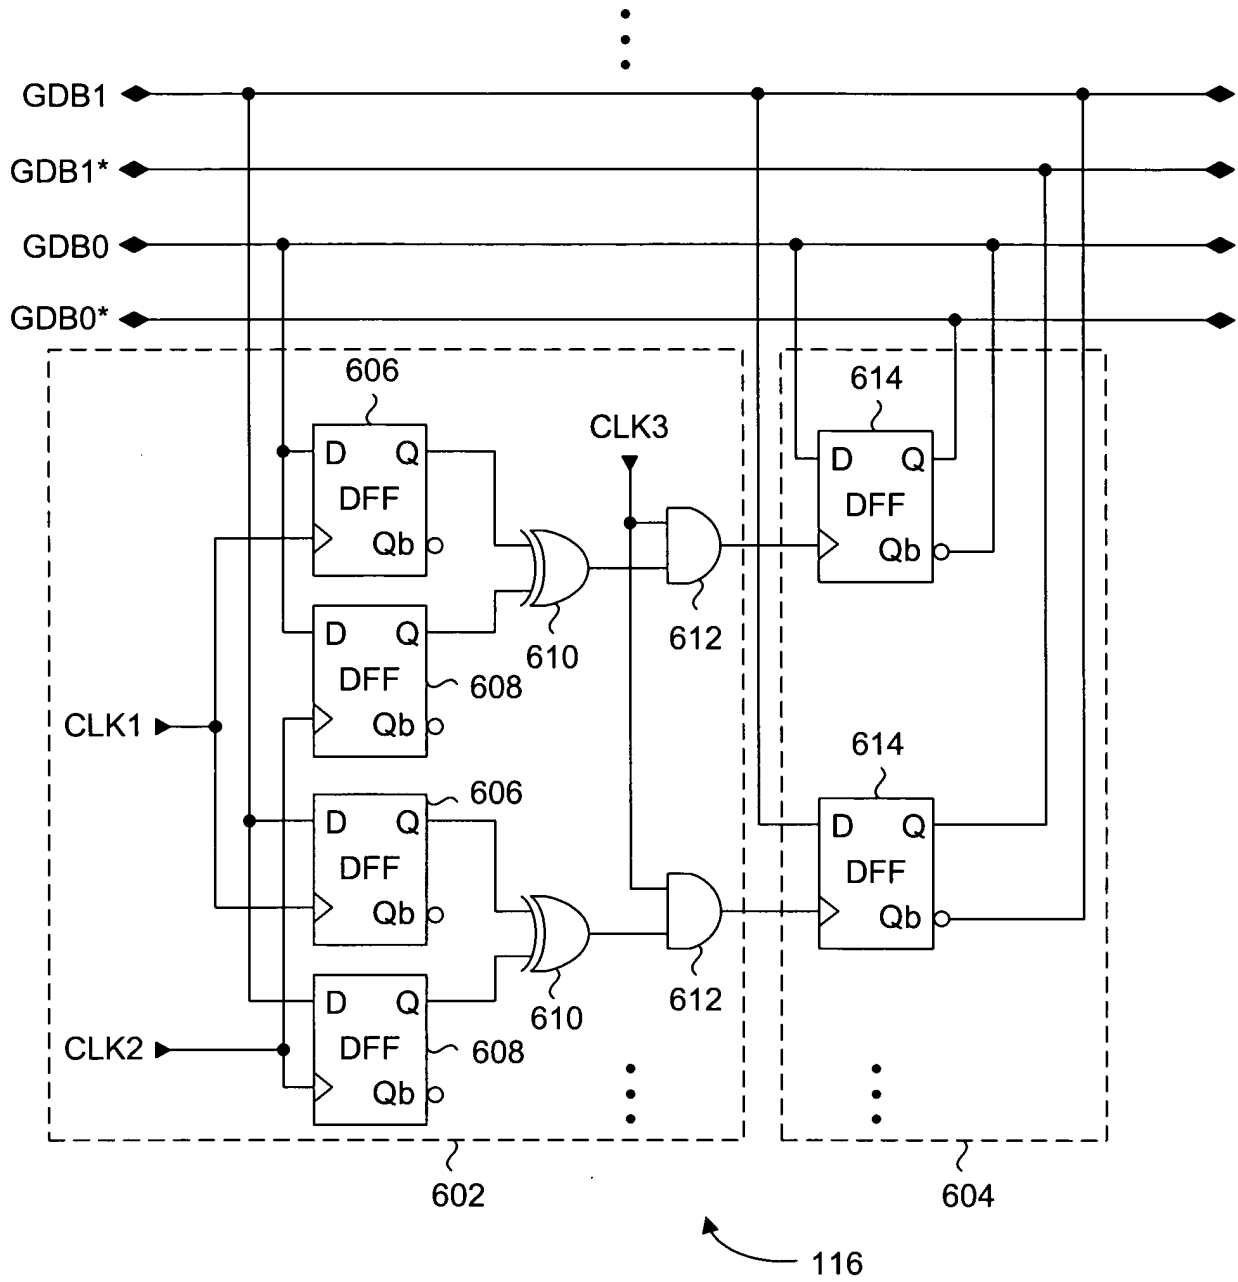 GDB1
GDB1*
GDB0
GDB0*
606
614
CLK3
D Q
DFF
Qb
D Q
DFF
Qb
612
610
D Q
DFF
Qb
608
CLK1
614
606
D Q
DFF
Qb
D Q
DFF
Qb
612
610
D Q
DFF
Qb
608
CLK2
602
604
116